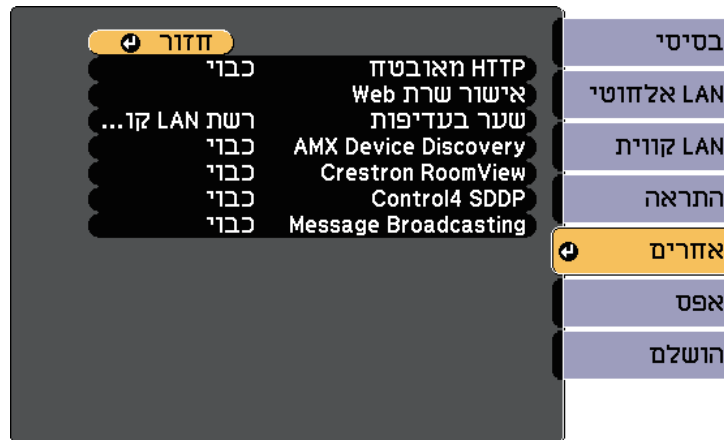 בסיסי
LAN אלחוטי
LAN קווית
התראה
אחרים
אפס
הושלם
חזור
HTTP מאובטח כבוי
אישור שרת Web
שער בעדיפות רשת LAN קו...
AMX Device Discovery כבוי
Crestron RoomView כבוי
Control4 SDDP כבוי
Message Broadcasting כבוי